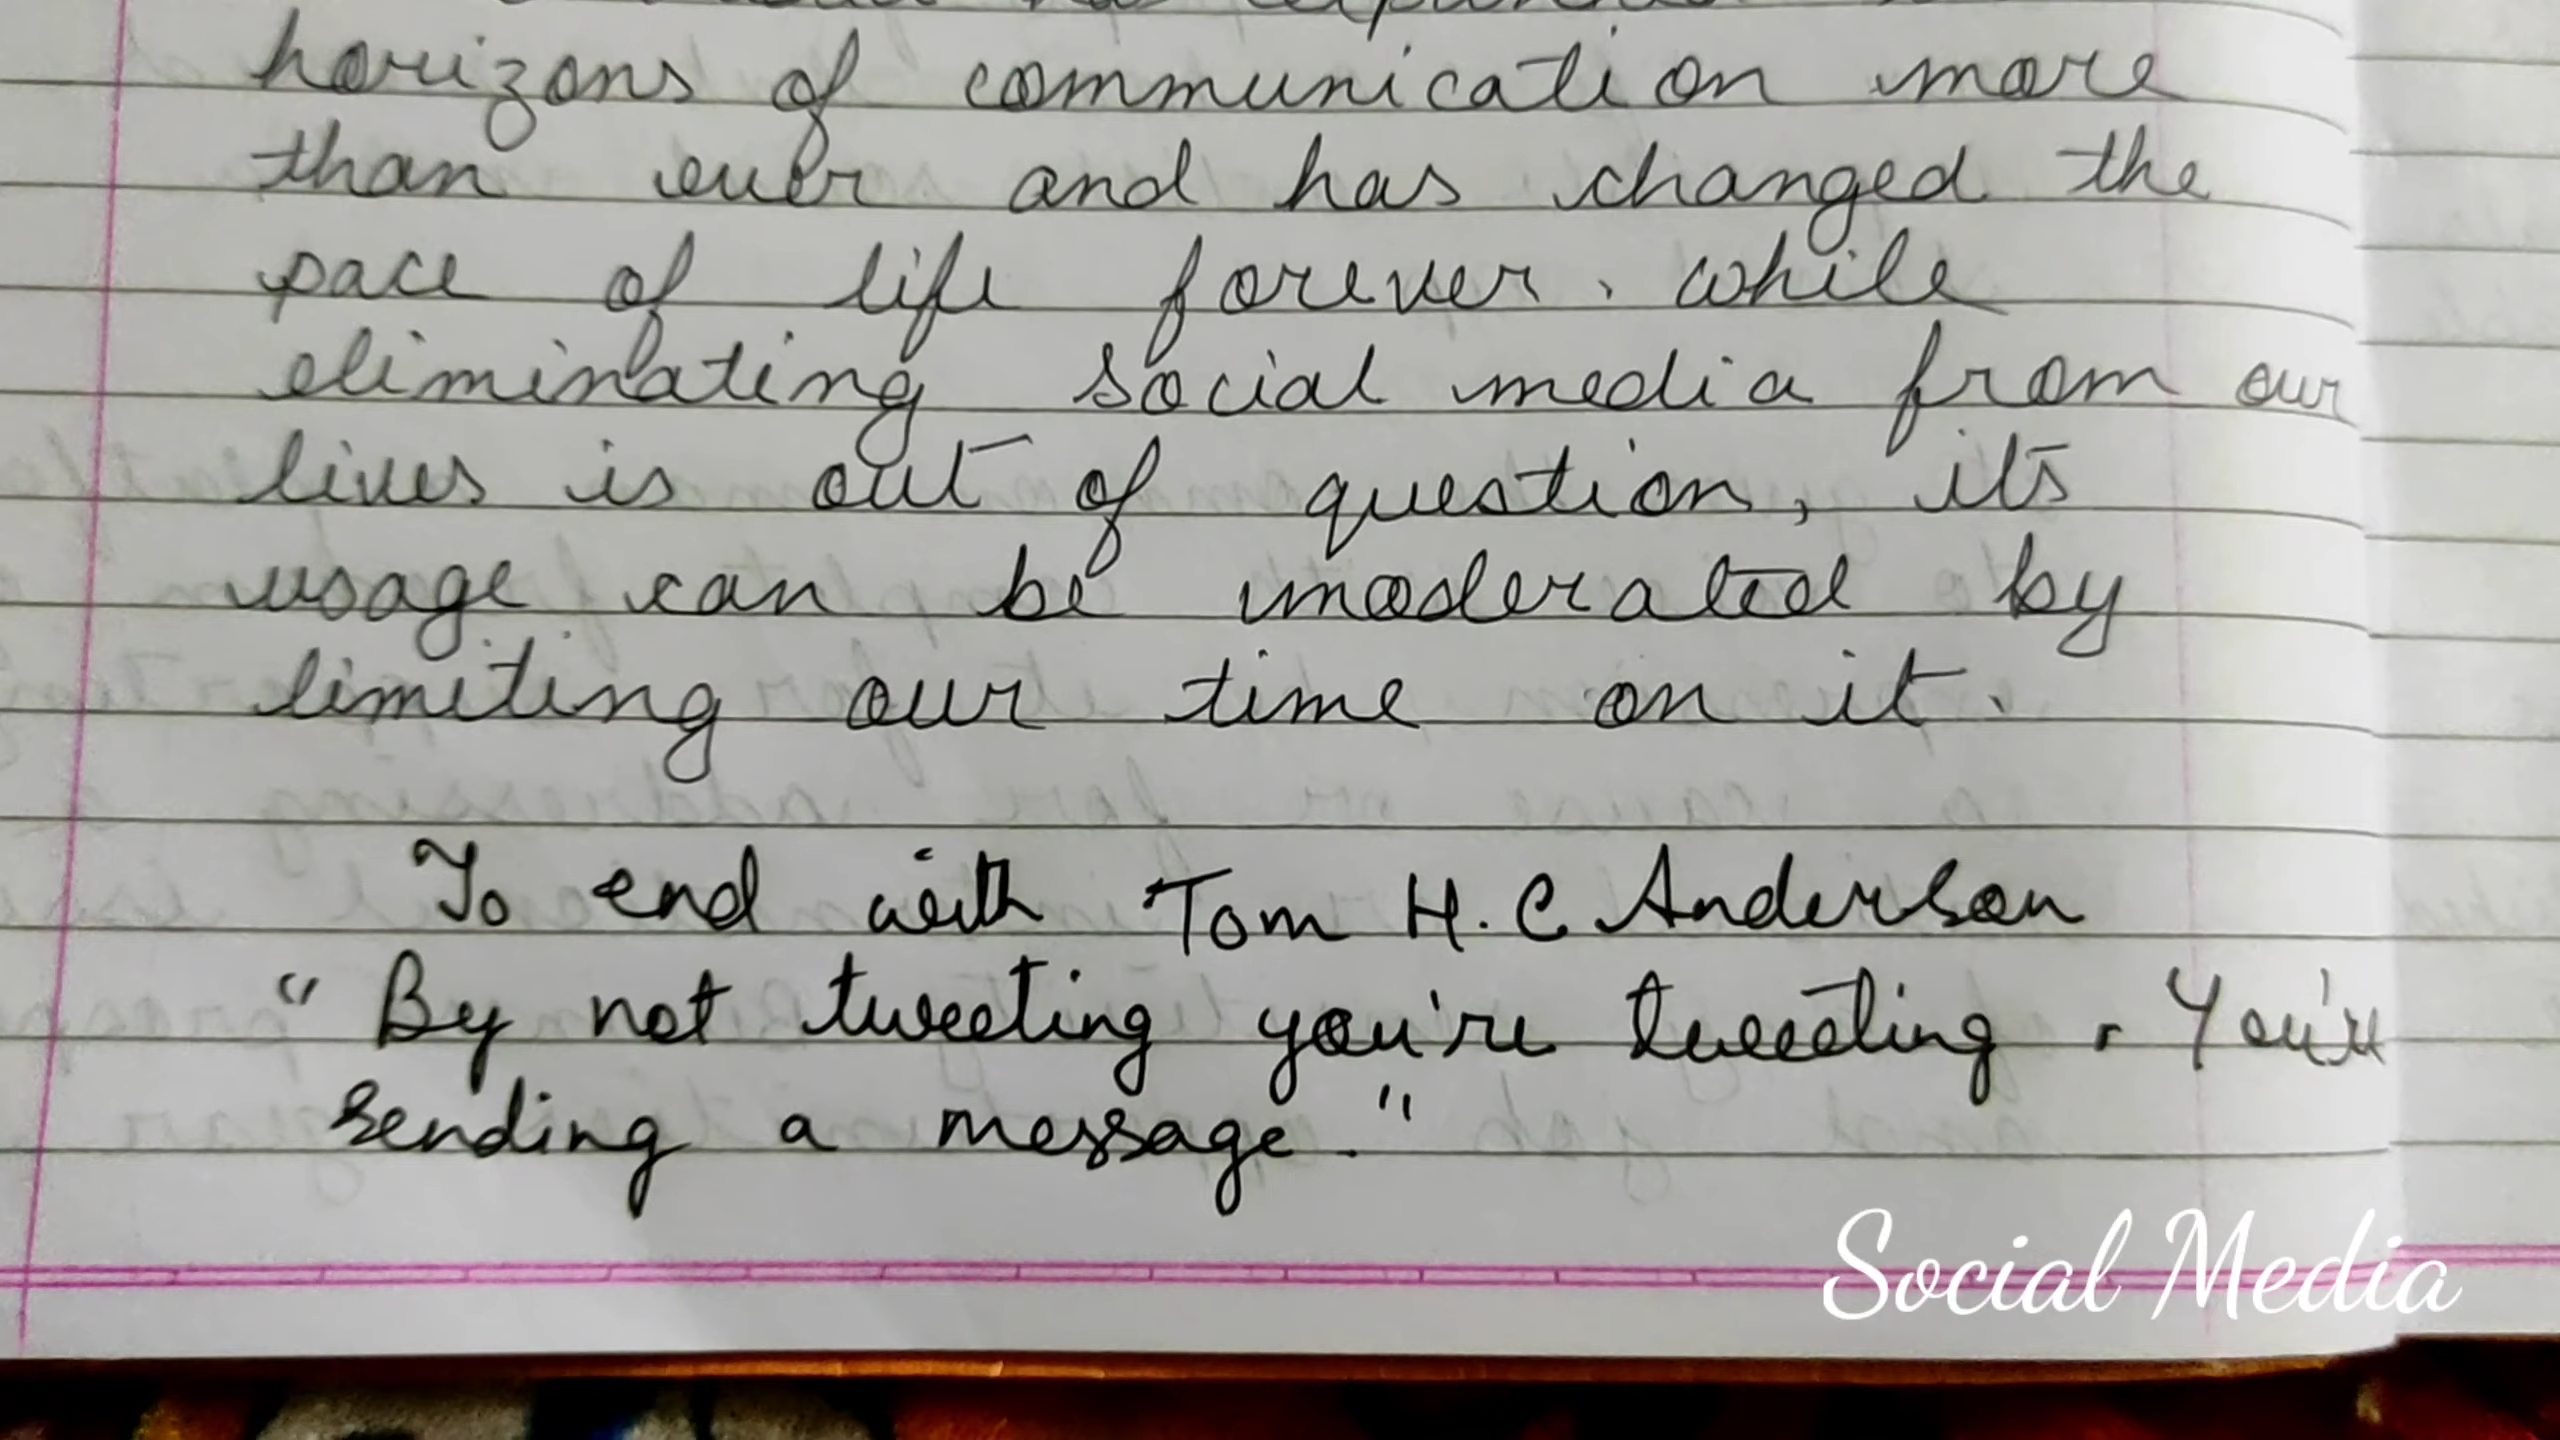 horizons of communication more
than ever and has changed the
pace of life forever. while
eliminating social media from our
lives is out of question, its
usage can be moderated by
limiting our time on it.
To end with Tom H.C Anderson
"By not tweeting you're tweeting. You're
sending a message."
Social Media